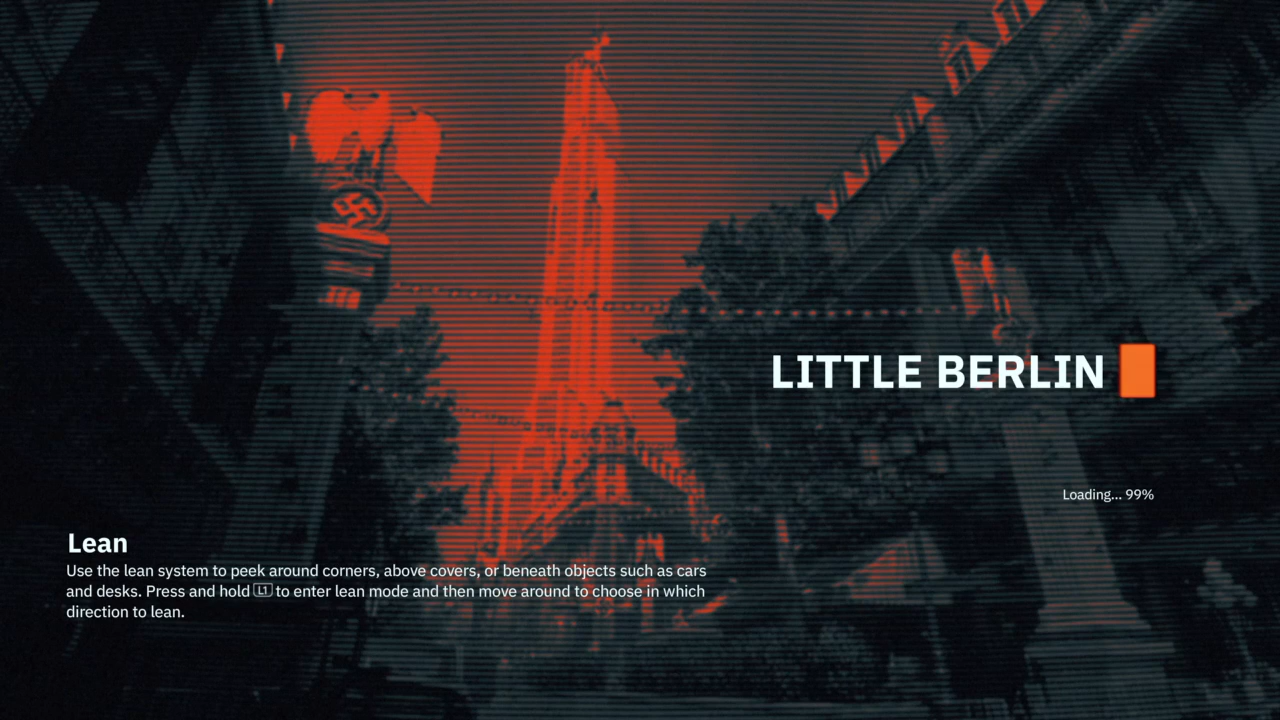 LITTLE BERLIN
Loading... 99%
Lean
Use the lean system to peek around corners, above covers, or beneath objects such as cars
and desks. Press and hold L1 to enter lean mode and then move around to choose in which
direction to lean.